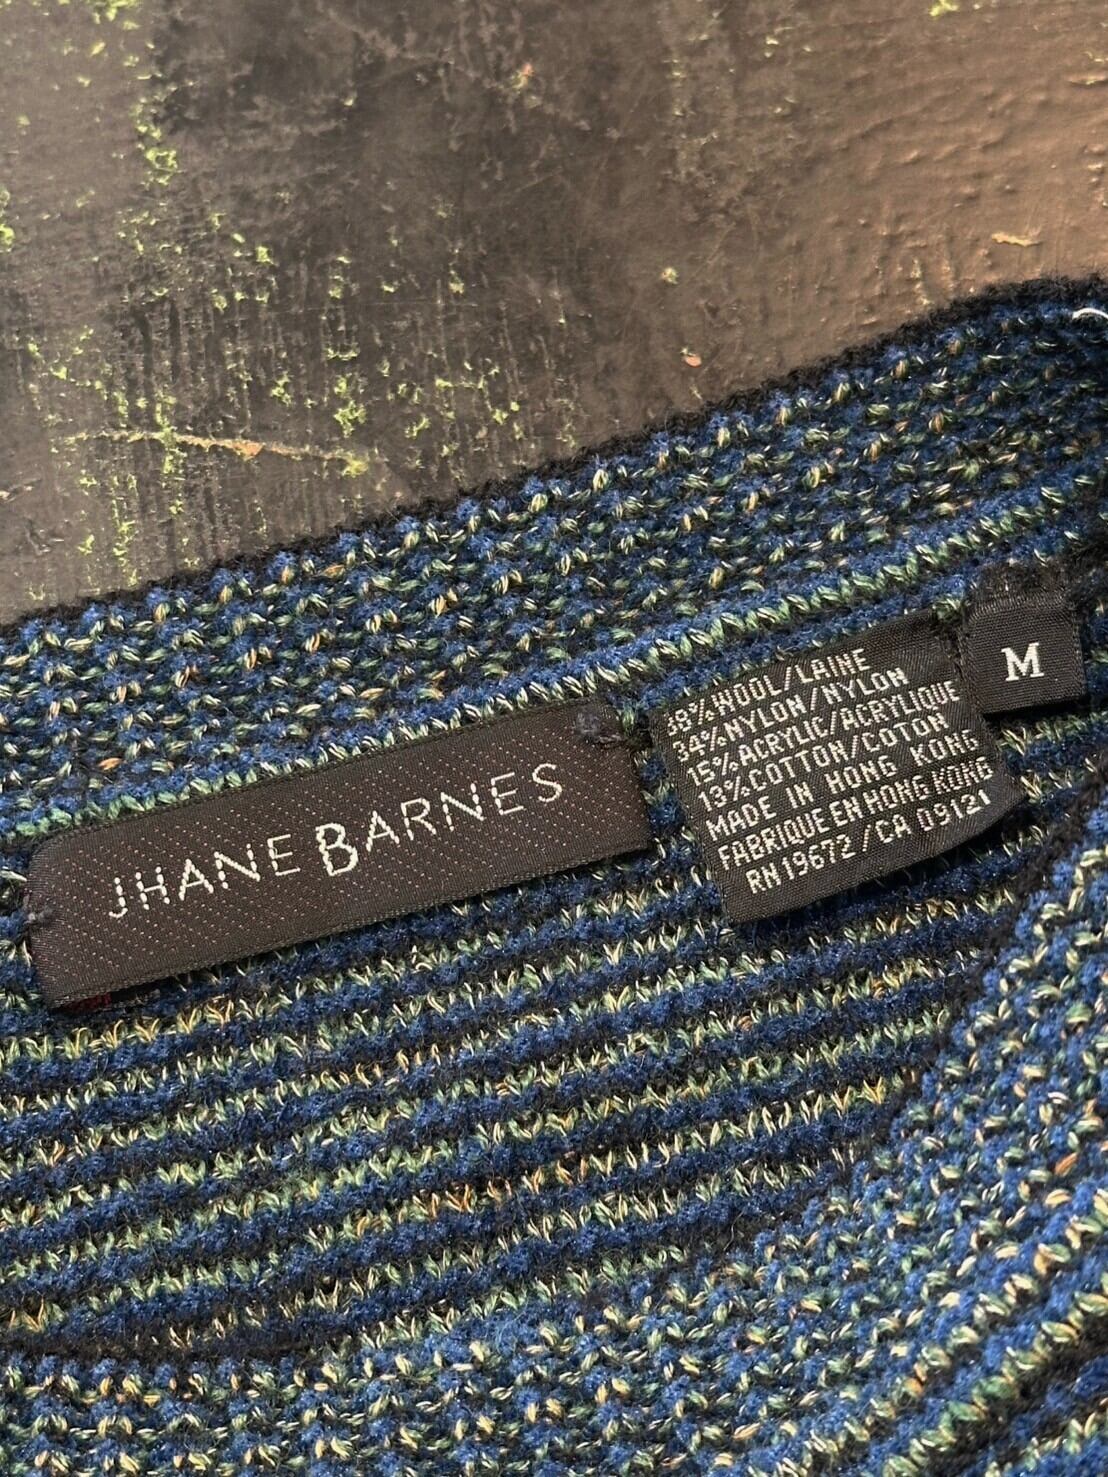 JHANE BARNES
38% WOOL/LAINE
34% NYLON/NYLON
15% ACRYLIC/ACRYLIQUE
13% COTTON/COTON
MADE IN HONG KONG
FABRIQUE EN HONG KONG
RN 19672 / CA 09121
M